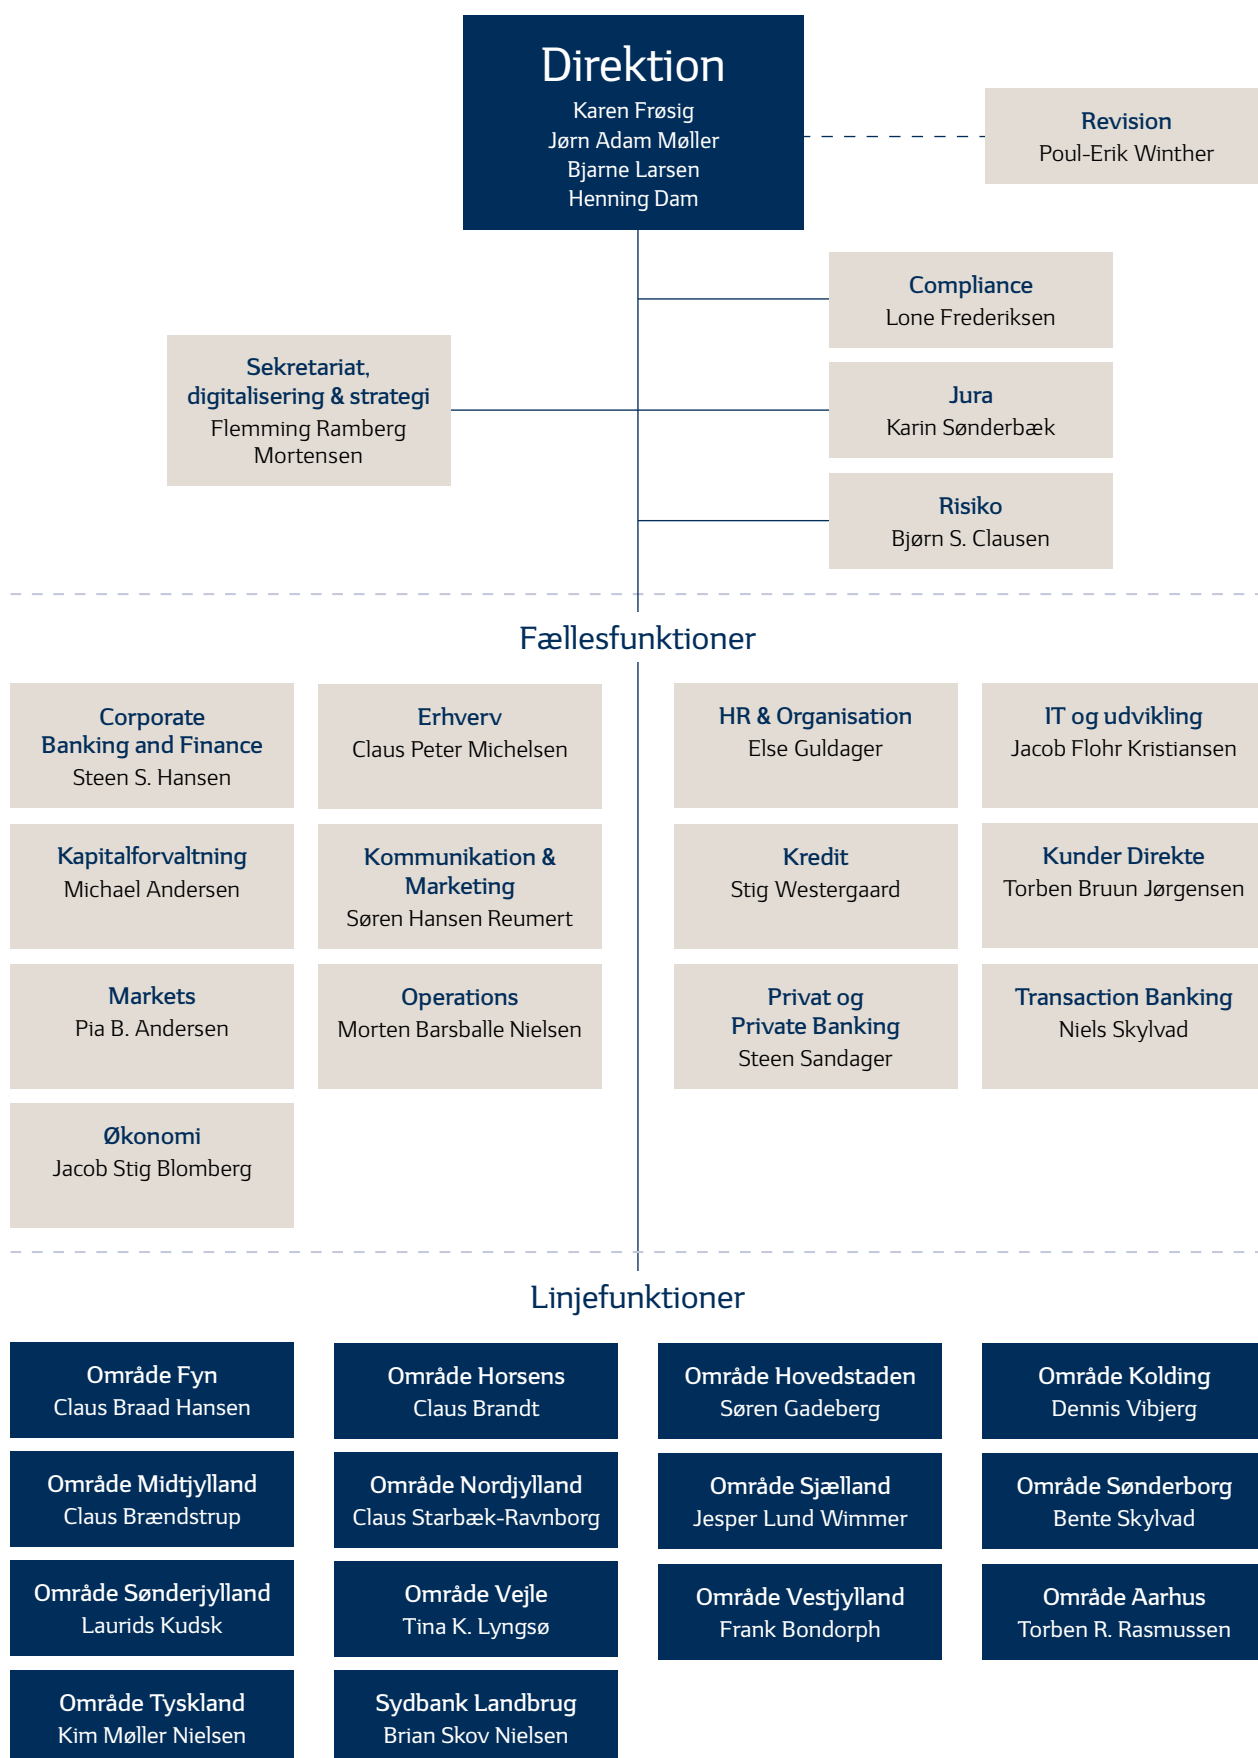 Direktion
Karen Frøsig
Jørn Adam Møller
Bjarne Larsen
Henning Dam
Revision
Poul-Erik Winther
Compliance
Lone Frederiksen
Sekretariat,
digitalisering & strategi
Flemming Ramberg
Mortensen
Jura
Karin Sønderbæk
Risiko
Bjørn S. Clausen
Fællesfunktioner
Corporate
Banking and Finance
Steen S. Hansen
Erhverv
Claus Peter Michelsen
HR & Organisation
Else Guldager
IT og udvikling
Jacob Flohr Kristiansen
Kapitalforvaltning
Michael Andersen
Kommunikation &
Marketing
Søren Hansen Reumert
Kredit
Stig Westergaard
Kunder Direkte
Torben Bruun Jørgensen
Markets
Pia B. Andersen
Operations
Morten Barsballe Nielsen
Privat og
Private Banking
Steen Sandager
Transaction Banking
Niels Skylvad
Økonomi
Jacob Stig Blomberg
Linjefunktioner
Område Fyn
Claus Braad Hansen
Område Horsens
Claus Brandt
Område Hovedstaden
Søren Gadeberg
Område Kolding
Dennis Vibjerg
Område Midtjylland
Claus Brændstrup
Område Nordjylland
Claus Starbæk-Ravnborg
Område Sjælland
Jesper Lund Wimmer
Område Sønderborg
Bente Skylvad
Område Sønderjylland
Laurids Kudsk
Område Vejle
Tina K. Lyngsø
Område Vestjylland
Frank Bondorph
Område Aarhus
Torben R. Rasmussen
Område Tyskland
Kim Møller Nielsen
Sydbank Landbrug
Brian Skov Nielsen